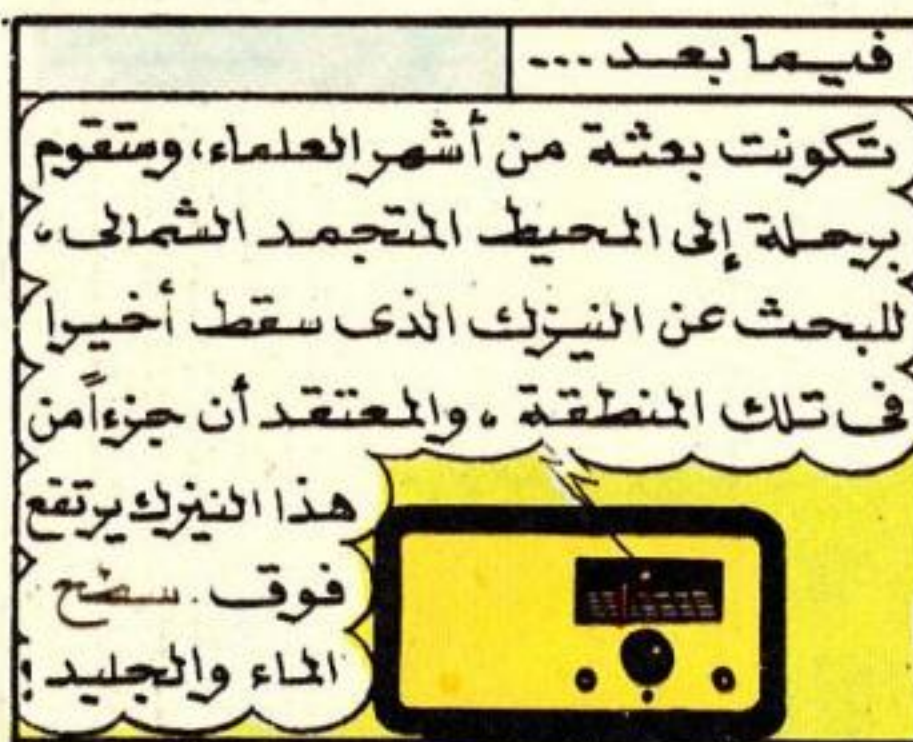 فيما بعد ...
تكونت بعثة من أشهر العلماء، وستقوم
برحلة إلى المحيط المتجمد الشمالى،
للبحث عن النيزك الذى سقط أخيرا
فى تلك المنطقة، والمعتقد أن جزءاً من
هذا النيزك يرتفع
فوق سطح
الماء والجليد!